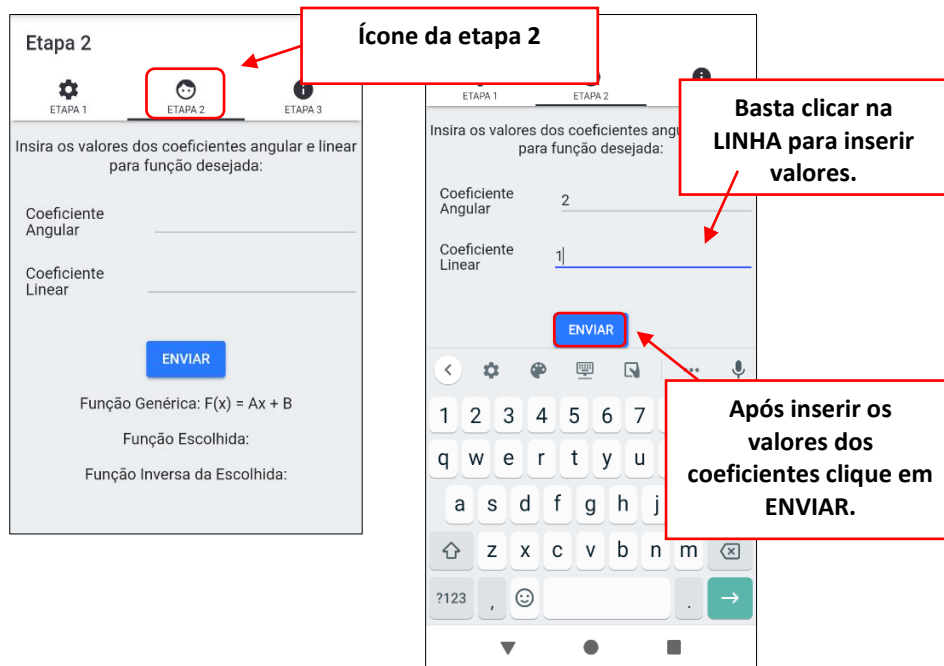 Etapa 2
ETAPA 1
ETAPA 2
ETAPA 3
Insira os valores dos coeficientes angular e linear
para função desejada:
Coeficiente
Angular
Coeficiente
Linear
ENVIAR
Função Genérica: F(x) = Ax + B
Função Escolhida:
Função Inversa da Escolhida:
Ícone da etapa 2
ETAPA 1
ETAPA 2
Insira os valores dos coeficientes
para função desejada:
Coeficiente
Angular
2
Coeficiente
Linear
1
ENVIAR
Basta clicar na
LINHA para inserir
valores.
Após inserir os
valores dos
coeficientes clique em
ENVIAR.
1 2 3 4 5 6 7
q w e r t y u
a s d f g h j
z x c v b n m
?123 , .